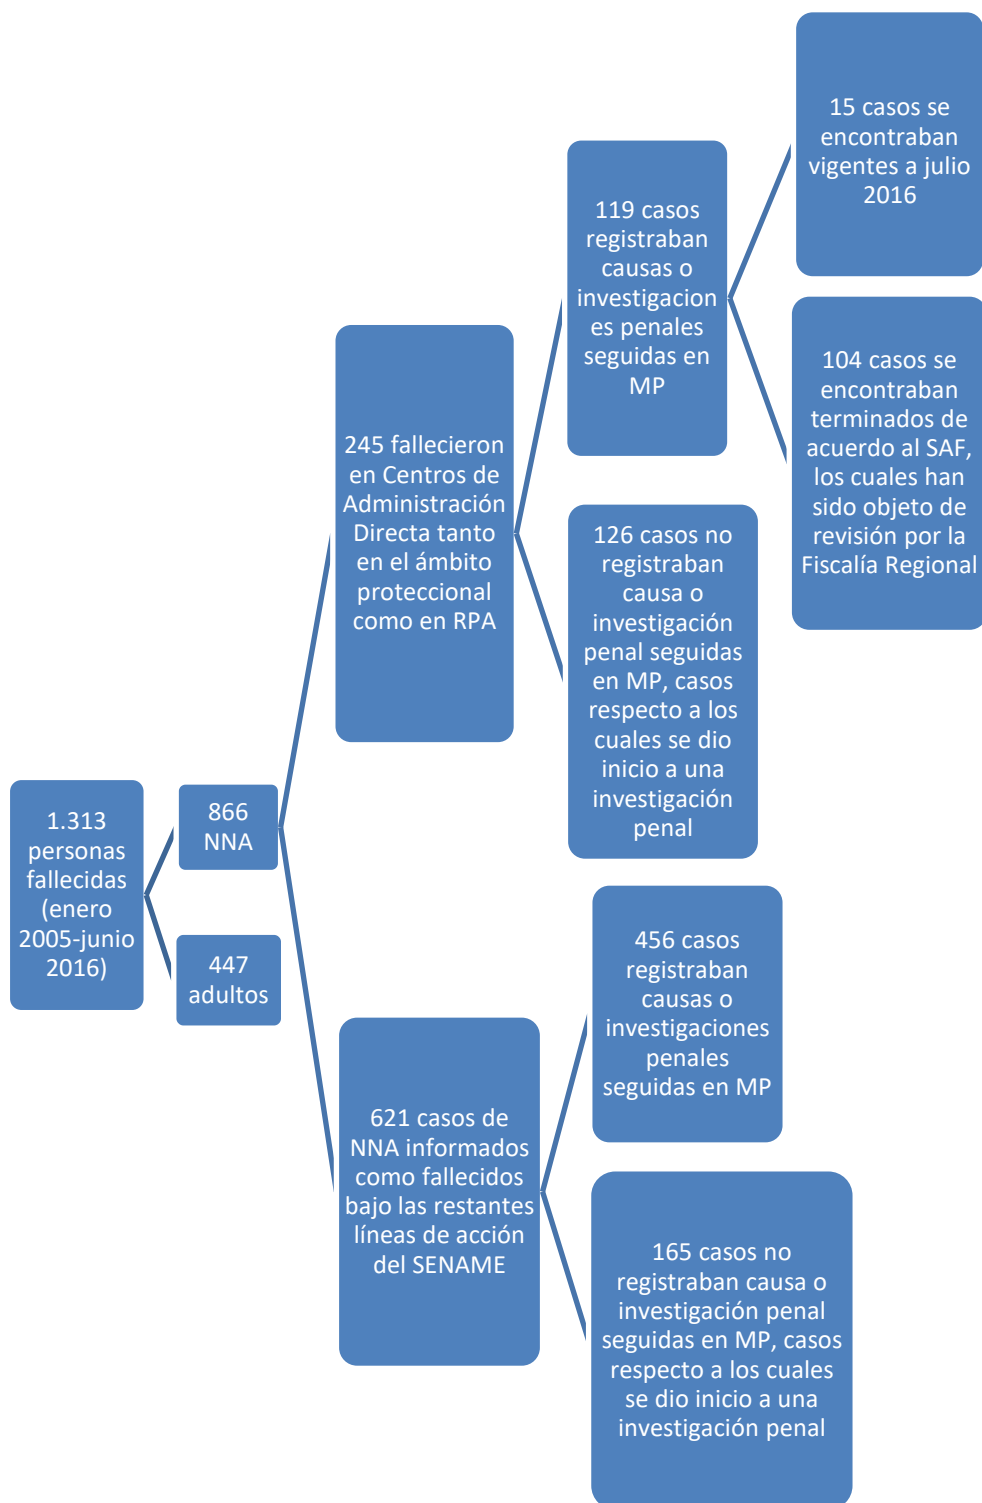 1.313
personas
fallecidas
(enero
2005-junio
2016)
866
NNA
447
adultos
245 fallecieron
en Centros de
Administración
Directa tanto
en el ámbito
proteccional
como en RPA
119 casos
registraban
causas o
investigacion
es penales
seguidas en
MP
15 casos se
encontraban
vigentes a julio
2016
104 casos se
encontraban
terminados de
acuerdo al SAF,
los cuales han
sido objeto de
revisión por la
Fiscalía Regional
126 casos no
registraban
causa o
investigación
penal seguidas
en MP, casos
respecto a los
cuales se dio
inicio a una
investigación
penal
621 casos de
NNA informados
como fallecidos
bajo las restantes
líneas de acción
del SENAME
456 casos
registraban
causas o
investigaciones
penales
seguidas en MP
165 casos no
registraban causa o
investigación penal
seguidas en MP, casos
respecto a los cuales
se dio inicio a una
investigación penal